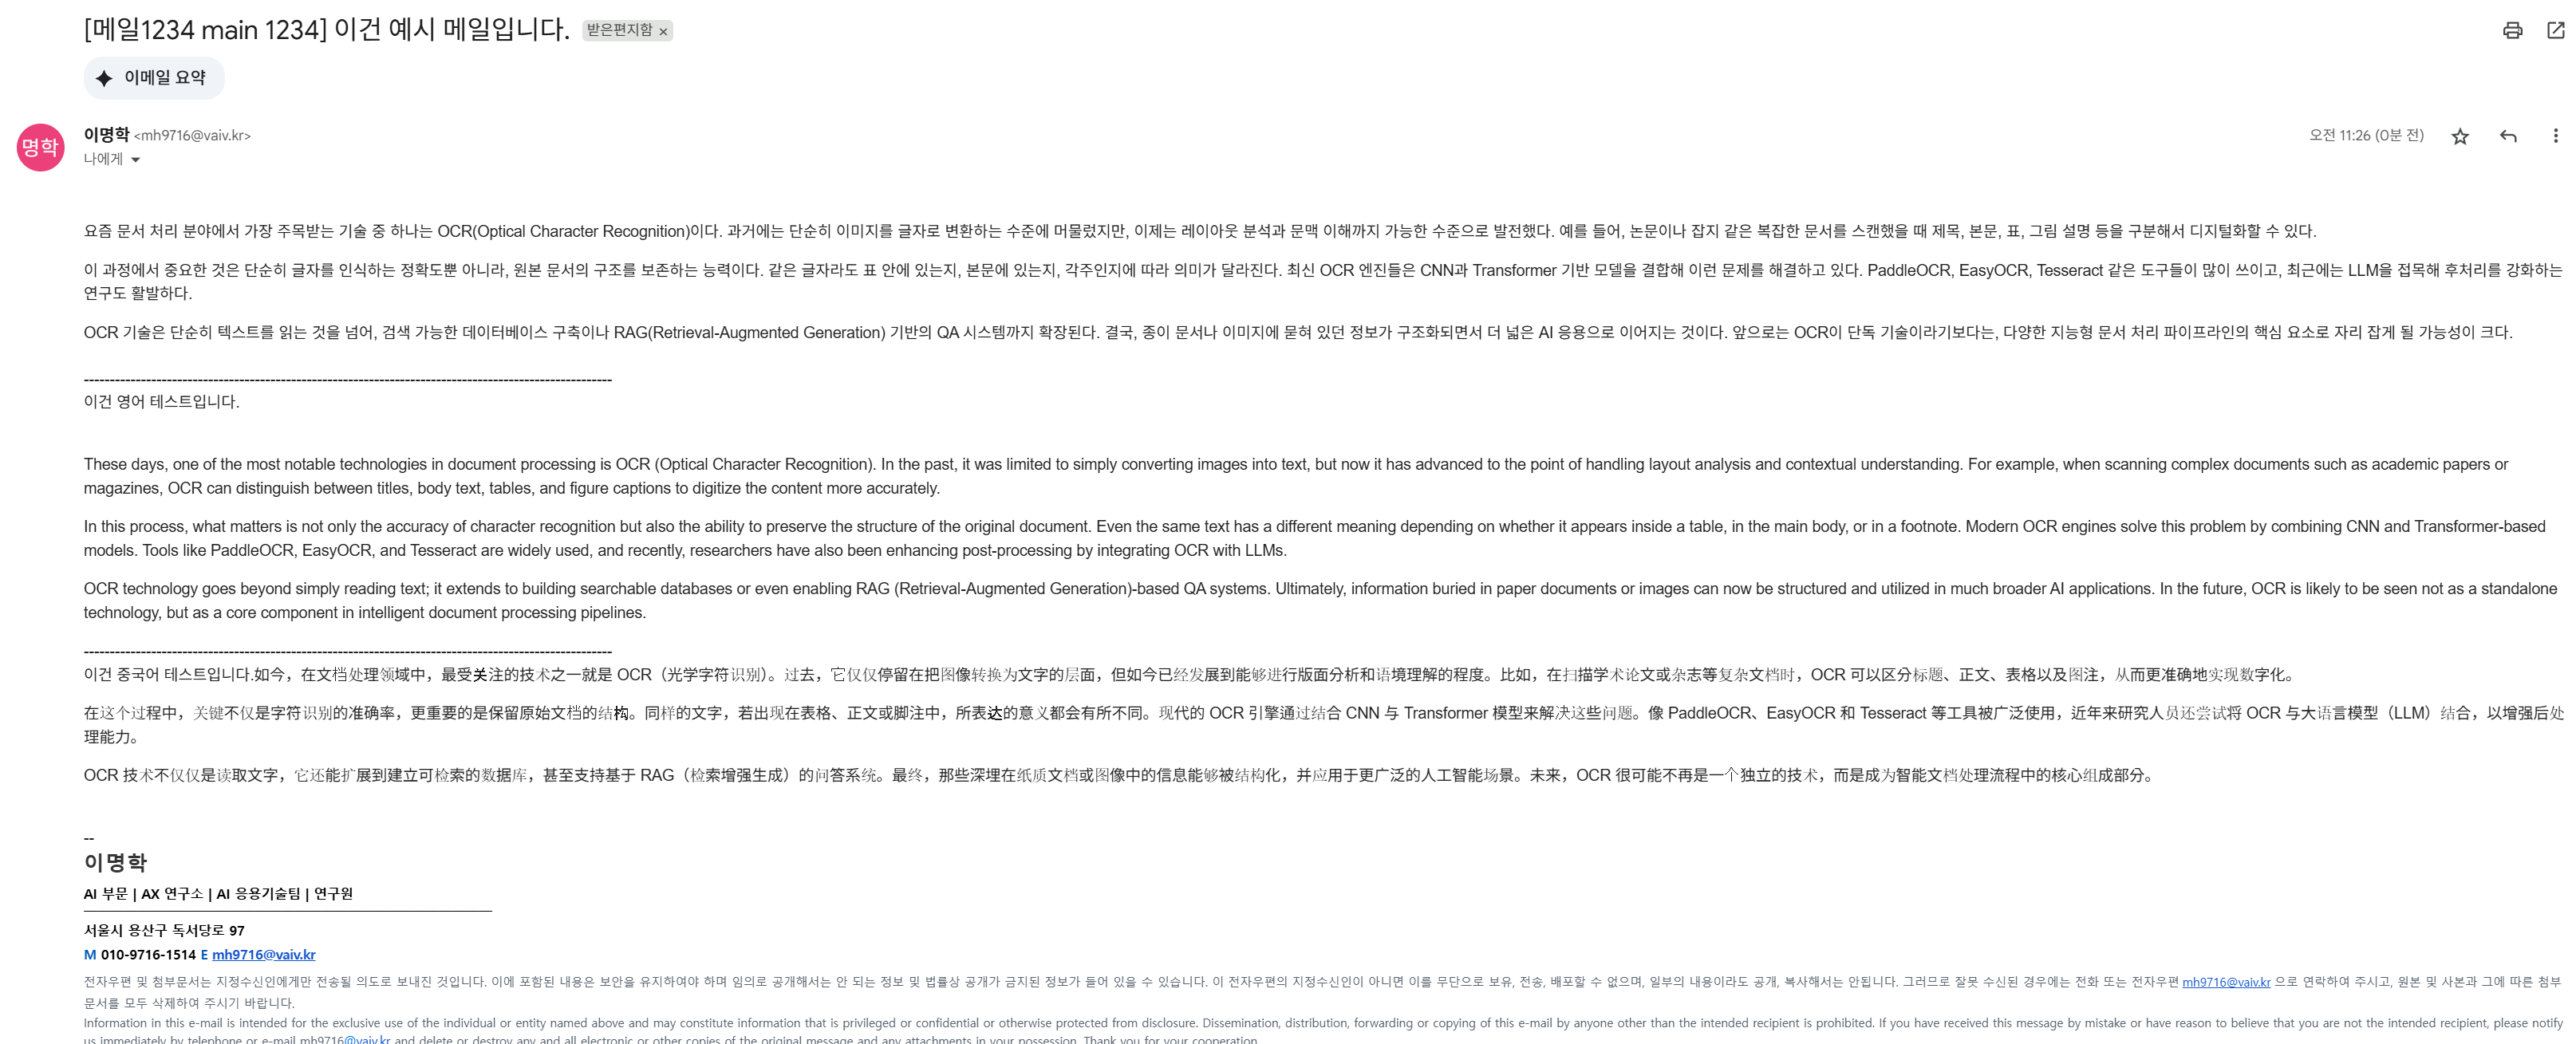 [메일1234 main 1234] 이건 예시 메일입니다. 받은편지함 ×
이메일 요약
명학
이명학 <mh9716@vaiv.kr>
오전 11:26 (0분 전)
나에게
요즘 문서 처리 분야에서 가장 주목받는 기술 중 하나는 OCR(Optical Character Recognition)이다. 과거에는 단순히 이미지를 글자로 변환하는 수준에 머물렀지만, 이제는 레이아웃 분석과 문맥 이해까지 가능한 수준으로 발전했다. 예를 들어, 논문이나 잡지 같은 복잡한 문서를 스캔했을 때 제목, 본문, 표, 그림 설명 등을 구분해서 디지털화할 수 있다.
이 과정에서 중요한 것은 단순히 글자를 인식하는 정확도뿐 아니라, 원본 문서의 구조를 보존하는 능력이다. 같은 글자라도 표 안에 있는지, 본문에 있는지, 각주인지에 따라 의미가 달라진다. 최신 OCR 엔진들은 CNN과 Transformer 기반 모델을 결합해 이런 문제를 해결하고 있다. PaddleOCR, EasyOCR, Tesseract 같은 도구들이 많이 쓰이고, 최근에는 LLM을 접목해 후처리를 강화하는
연구도 활발하다.
OCR 기술은 단순히 텍스트를 읽는 것을 넘어, 검색 가능한 데이터베이스 구축이나 RAG(Retrieval-Augmented Generation) 기반의 QA 시스템까지 확장된다. 결국, 종이 문서나 이미지에 묻혀 있던 정보가 구조화되면서 더 넓은 AI 응용으로 이어지는 것이다. 앞으로는 OCR이 단독 기술이라기보다는, 다양한 지능형 문서 처리 파이프라인의 핵심 요소로 자리 잡게 될 가능성이 크다.
------------------------------------------------------------------------------------------------------
이건 영어 테스트입니다.
These days, one of the most notable technologies in document processing is OCR (Optical Character Recognition). In the past, it was limited to simply converting images into text, but now it has advanced to the point of handling layout analysis and contextual understanding. For example, when scanning complex documents such as academic papers or
magazines, OCR can distinguish between titles, body text, tables, and figure captions to digitize the content more accurately.
In this process, what matters is not only the accuracy of character recognition but also the ability to preserve the structure of the original document. Even the same text has a different meaning depending on whether it appears inside a table, in the main body, or in a footnote. Modern OCR engines solve this problem by combining CNN and Transformer-based
models. Tools like PaddleOCR, EasyOCR, and Tesseract are widely used, and recently, researchers have also been enhancing post-processing by integrating OCR with LLMs.
OCR technology goes beyond simply reading text; it extends to building searchable databases or even enabling RAG (Retrieval-Augmented Generation)-based QA systems. Ultimately, information buried in paper documents or images can now be structured and utilized in much broader AI applications. In the future, OCR is likely to be seen not as a standalone
technology, but as a core component in intelligent document processing pipelines.
------------------------------------------------------------------------------------------------------
이건 중국어 테스트입니다.如今，在文档处理领域中，最受关注的技术之一就是 OCR（光学字符识别）。过去，它仅仅停留在把图像转换为文字的层面，但如今已经发展到能够进行版面分析和语境理解的程度。比如，在扫描学术论文或杂志等复杂文档时，OCR 可以区分标题、正文、表格以及图注，从而更准确地实现数字化。
在这个过程中，关键不仅是字符识别的准确率，更重要的是保留原始文档的结构。同样的文字，若出现在表格、正文或脚注中，所表达的意义都会有所不同。现代的 OCR 引擎通过结合 CNN 与 Transformer 模型来解决这些问题。像 PaddleOCR、EasyOCR 和 Tesseract 等工具被广泛使用，近年来研究人员还尝试将 OCR 与大语言模型（LLM）结合，以增强后处
理能力。
OCR 技术不仅仅是读取文字，它还能扩展到建立可检索的数据库，甚至支持基于 RAG（检索增强生成）的问答系统。最终，那些深埋在纸质文档或图像中的信息能够被结构化，并应用于更广泛的人工智能场景。未来，OCR 很可能不再是一个独立的技术，而是成为智能文档处理流程中的核心组成部分。
--
이명학
AI 부문 | AX 연구소 | AI 응용기술팀 | 연구원
서울시 용산구 독서당로 97
M 010-9716-1514 E mh9716@vaiv.kr
전자우편 및 첨부문서는 지정수신인에게만 전송될 의도로 보내진 것입니다. 이에 포함된 내용은 보안을 유지하여야 하며 임의로 공개해서는 안 되는 정보 및 법률상 공개가 금지된 정보가 들어 있을 수 있습니다. 이 전자우편의 지정수신인이 아니면 이를 무단으로 보유, 전송, 배포할 수 없으며, 일부의 내용이라도 공개, 복사해서는 안됩니다. 그러므로 잘못 수신된 경우에는 전화 또는 전자우편 mh9716@vaiv.kr 으로 연락하여 주시고, 원본 및 사본과 그에 따른 첨부
문서를 모두 삭제하여 주시기 바랍니다.
Information in this e-mail is intended for the exclusive use of the individual or entity named above and may constitute information that is privileged or confidential or otherwise protected from disclosure. Dissemination, distribution, forwarding or copying of this e-mail by anyone other than the intended recipient is prohibited. If you have received this message by mistake or have reason to believe that you are not the intended recipient, please notify
us immediately by telephone or e-mail mh9716@vaiv.kr and delete or destroy any and all electronic or other copies of the original message and any attachments in your possession. Thank you for your cooperation.